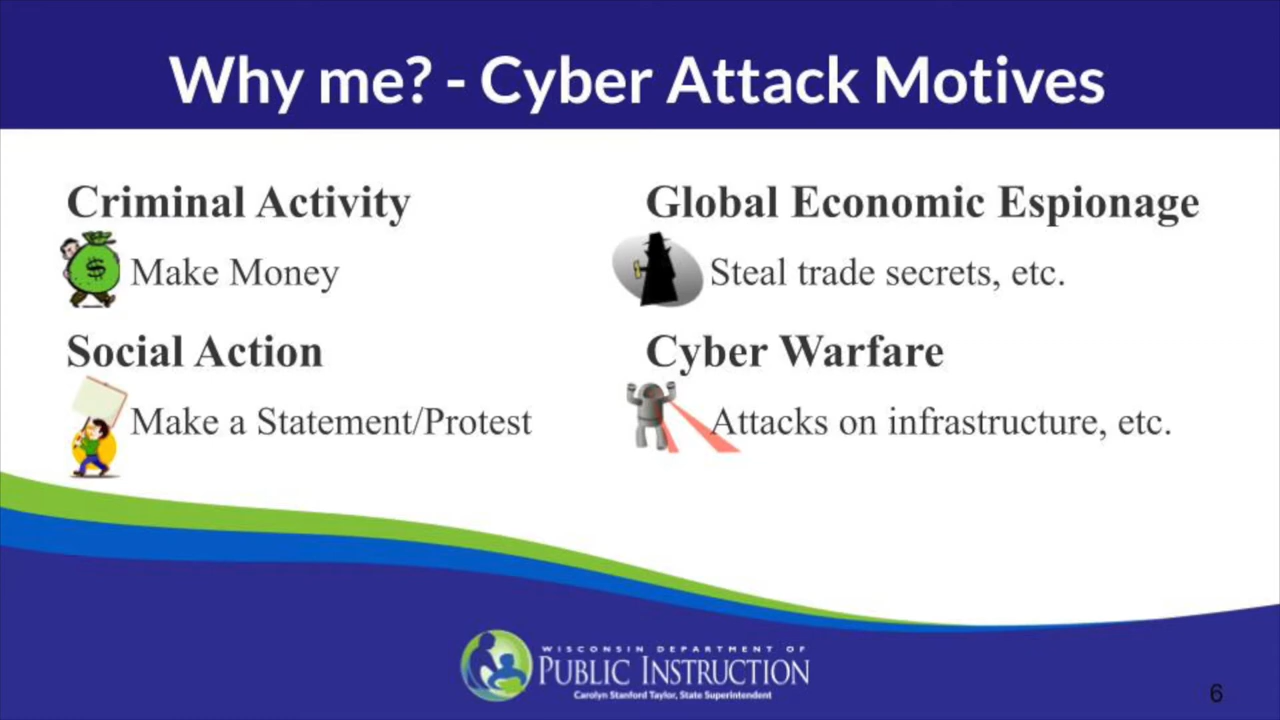 Why me? - Cyber Attack Motives
Criminal Activity
$ Make Money
Social Action
Make a Statement/Protest
Global Economic Espionage
Steal trade secrets, etc.
Cyber Warfare
Attacks on infrastructure, etc.
WISCONSIN DEPARTMENT OF
PUBLIC INSTRUCTION
Carolyn Stanford Taylor, State Superintendent
6